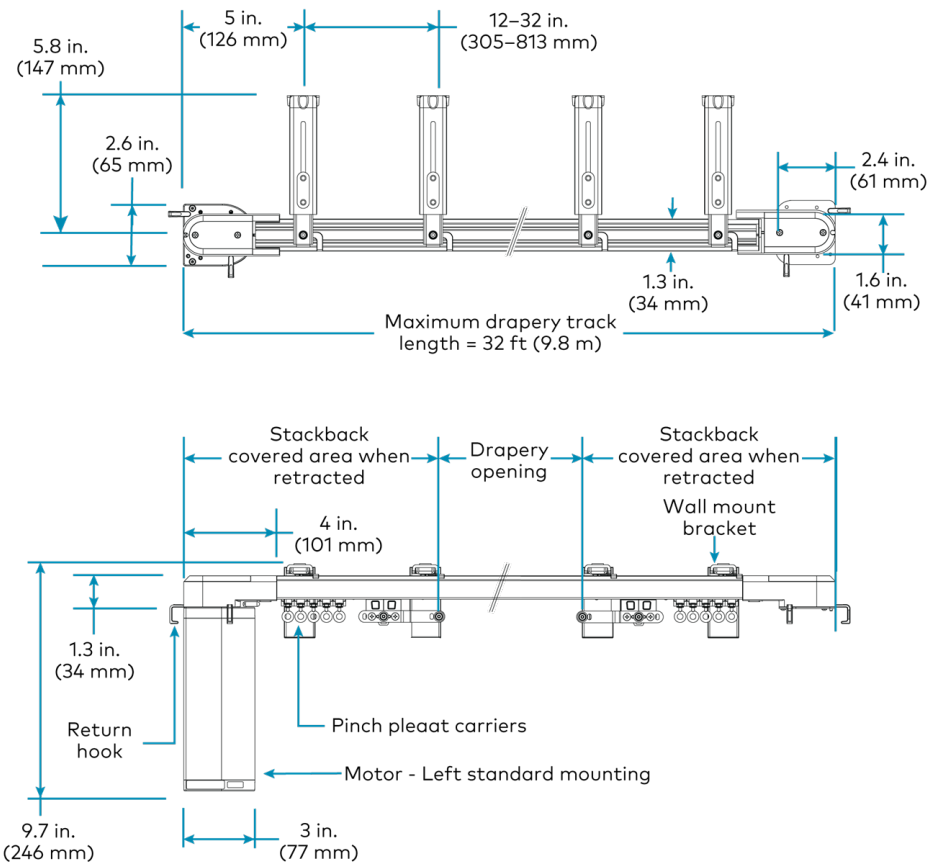 5 in.
(126 mm)
12–32 in.
(305–813 mm)
5.8 in.
(147 mm)
2.6 in.
(65 mm)
2.4 in.
(61 mm)
1.3 in.
(34 mm)
1.6 in.
(41 mm)
Maximum drapery track
length = 32 ft (9.8 m)
Stackback
covered area when
retracted
Drapery
opening
Stackback
covered area when
retracted
Wall mount
bracket
4 in.
(101 mm)
1.3 in.
(34 mm)
Return
hook
Pinch pleaat carriers
Motor - Left standard mounting
9.7 in.
(246 mm)
3 in.
(77 mm)